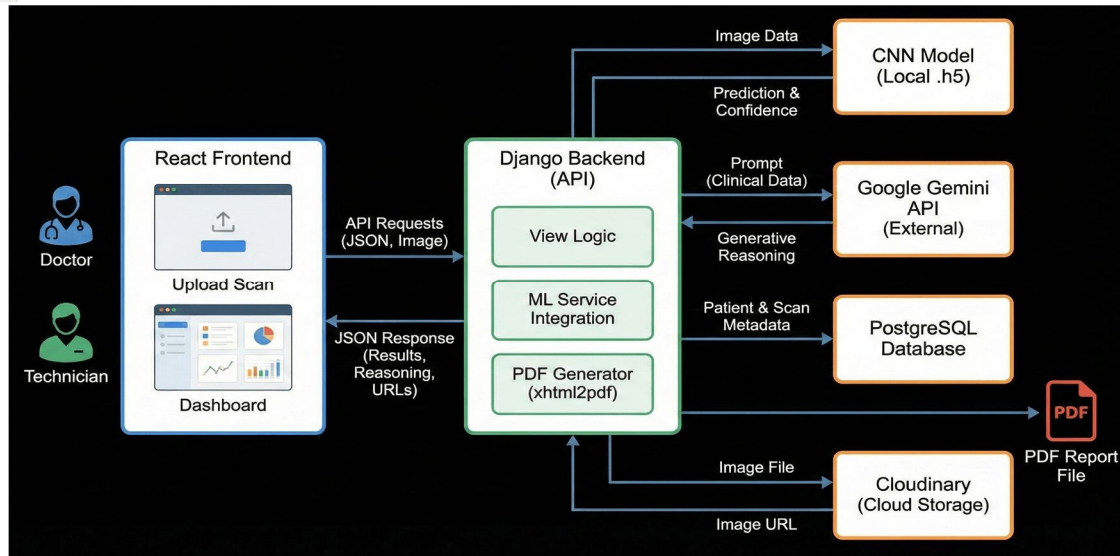 Doctor
Technician
React Frontend
Upload Scan
Dashboard
API Requests
(JSON, Image)
JSON Response
(Results,
Reasoning,
URLs)
Django Backend
(API)
View Logic
ML Service
Integration
PDF Generator
(xhtml2pdf)
Image Data
Prediction &
Confidence
CNN Model
(Local .h5)
Prompt
(Clinical Data)
Generative
Reasoning
Google Gemini
API
(External)
Patient & Scan
Metadata
PostgreSQL
Database
PDF
PDF Report
File
Image File
Image URL
Cloudinary
(Cloud Storage)